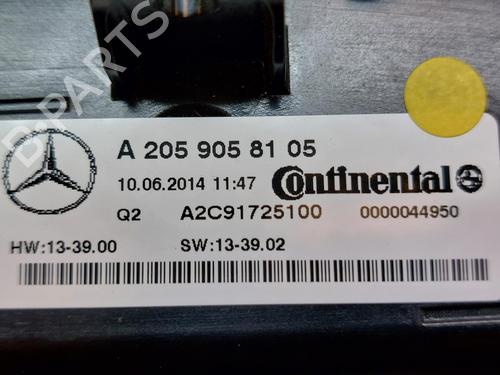 A 205 905 81 05
10.06.2014 11:47 Continental
Q2 A2C91725100 0000044950
HW:13-39.00 SW:13-39.02
B-PARTS